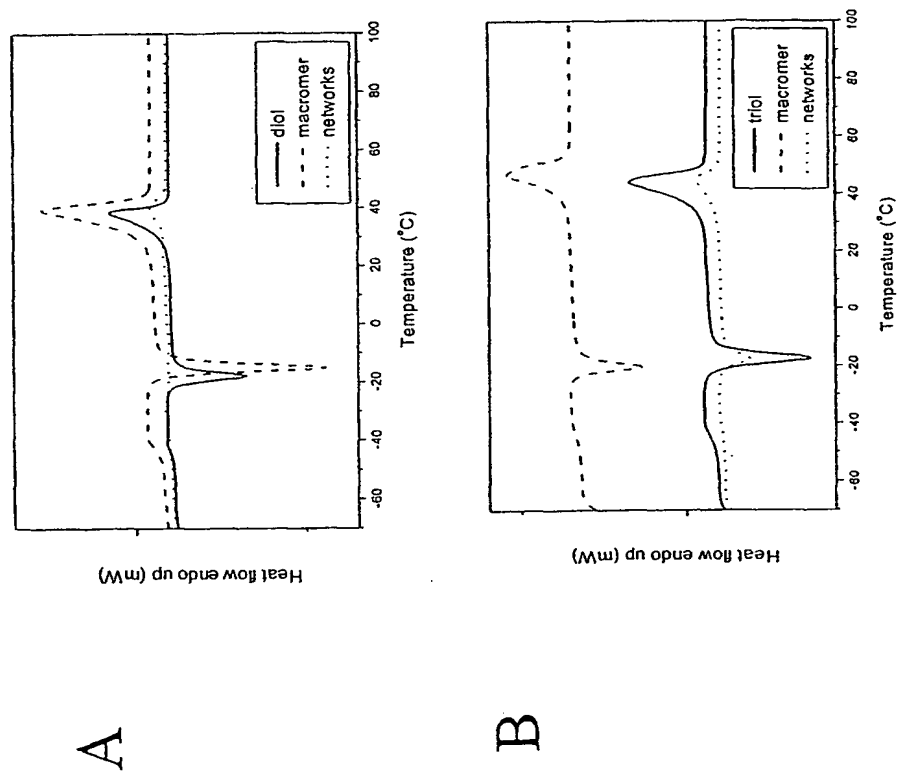 A
Heat flow endo up (mW)
diol
macromer
networks
-60
-40
-20
0
20
40
60
80
100
Temperature (°C)
B
Heat flow endo up (mW)
triol
macromer
networks
-60
-40
-20
0
20
40
60
80
100
Temperature (°C)